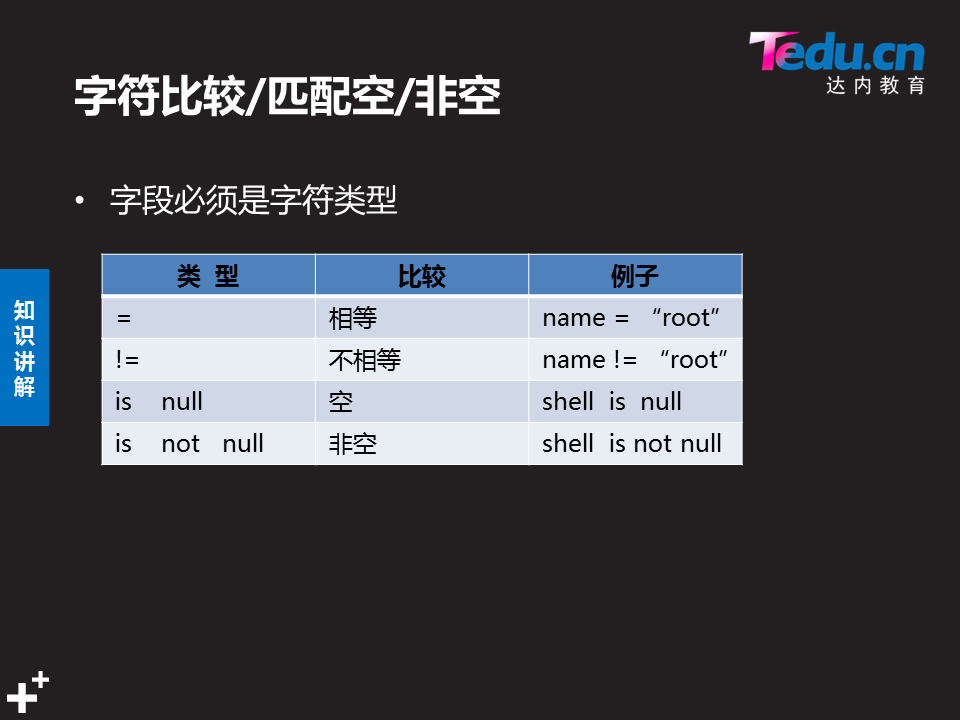 Tedu.cn
达内教育
字符比较/匹配空/非空
• 字段必须是字符类型
类 型 比较 例子
= 相等 name = “root”
!= 不相等 name != “root”
is null 空 shell is null
is not null 非空 shell is not null
知
识
讲
解